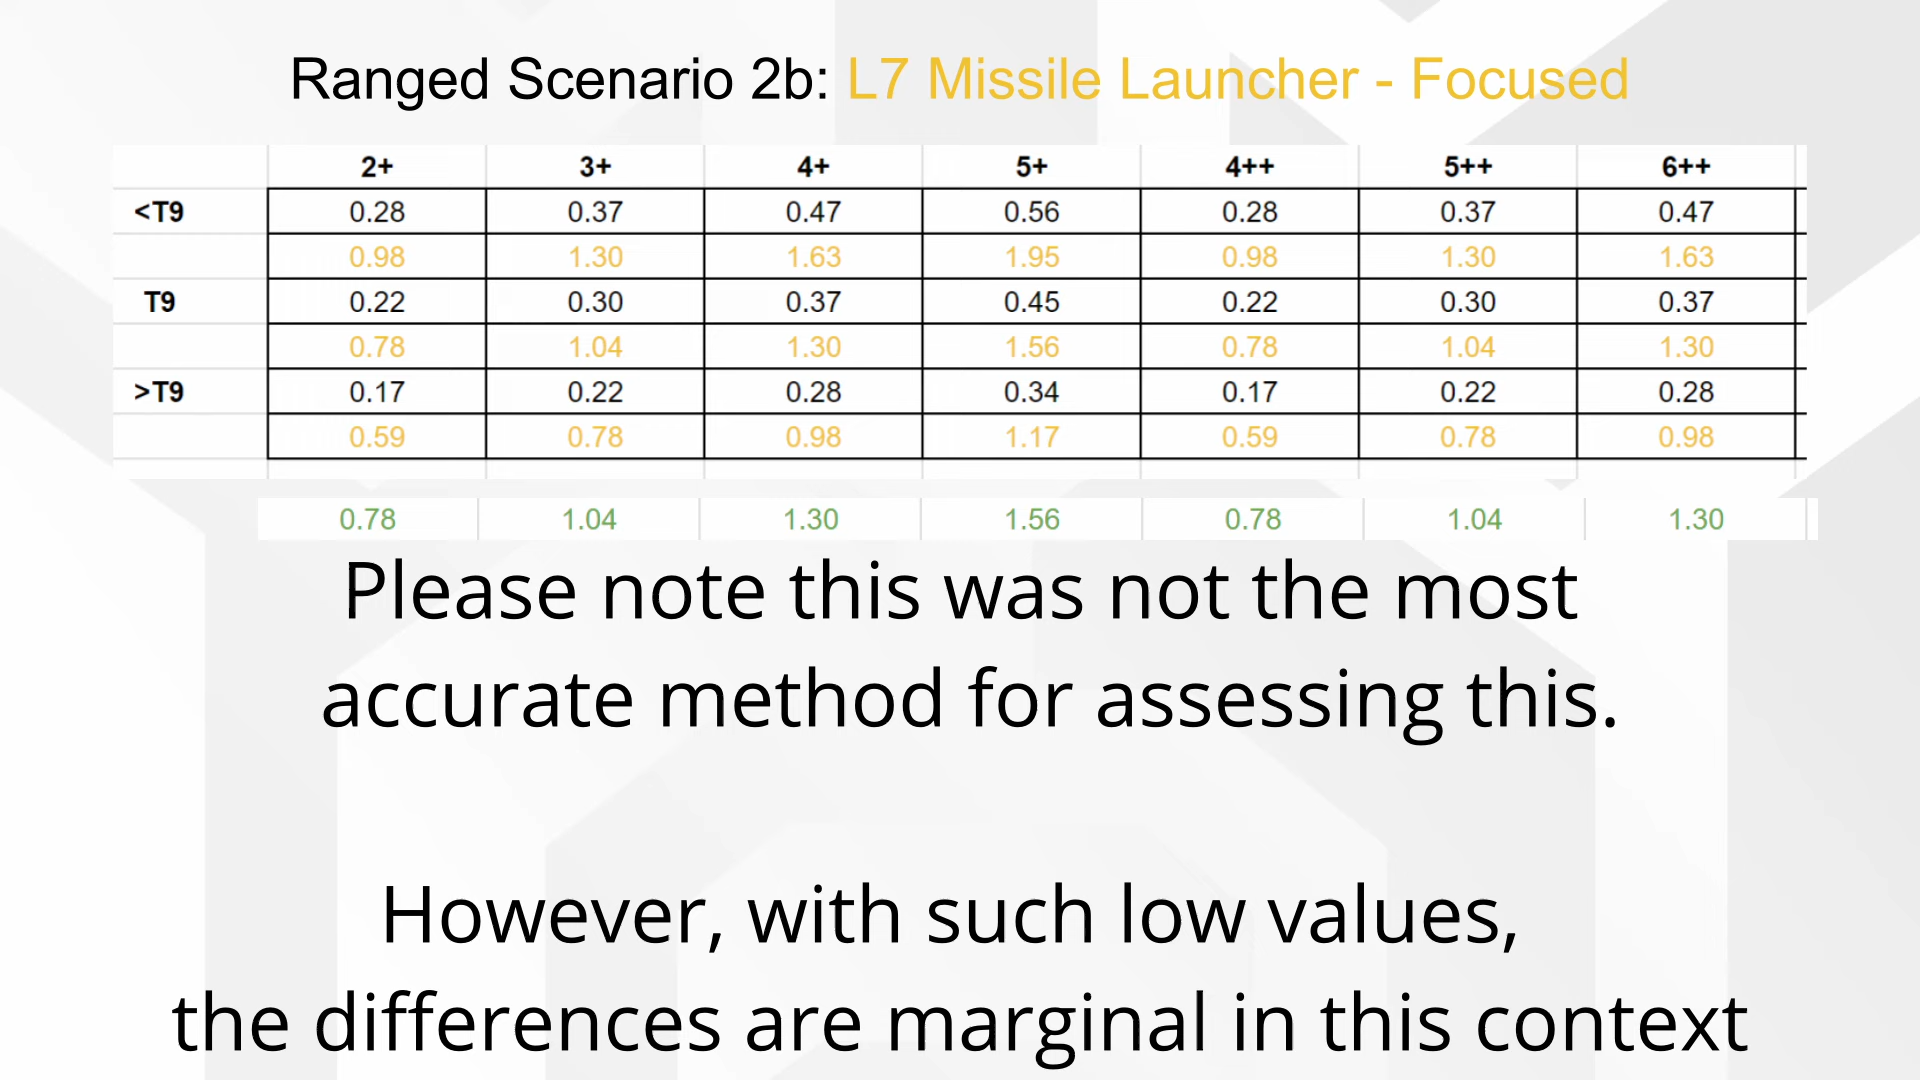 Ranged Scenario 2b: L7 Missile Launcher - Focused
2+ 3+ 4+ 5+ 4++ 5++ 6++
<T9 0.28 0.37 0.47 0.56 0.28 0.37 0.47
0.98 1.30 1.63 1.95 0.98 1.30 1.63
T9 0.22 0.30 0.37 0.45 0.22 0.30 0.37
0.78 1.04 1.30 1.56 0.78 1.04 1.30
>T9 0.17 0.22 0.28 0.34 0.17 0.22 0.28
0.59 0.78 0.98 1.17 0.59 0.78 0.98
0.78 1.04 1.30 1.56 0.78 1.04 1.30
Please note this was not the most
accurate method for assessing this.
However, with such low values,
the differences are marginal in this context